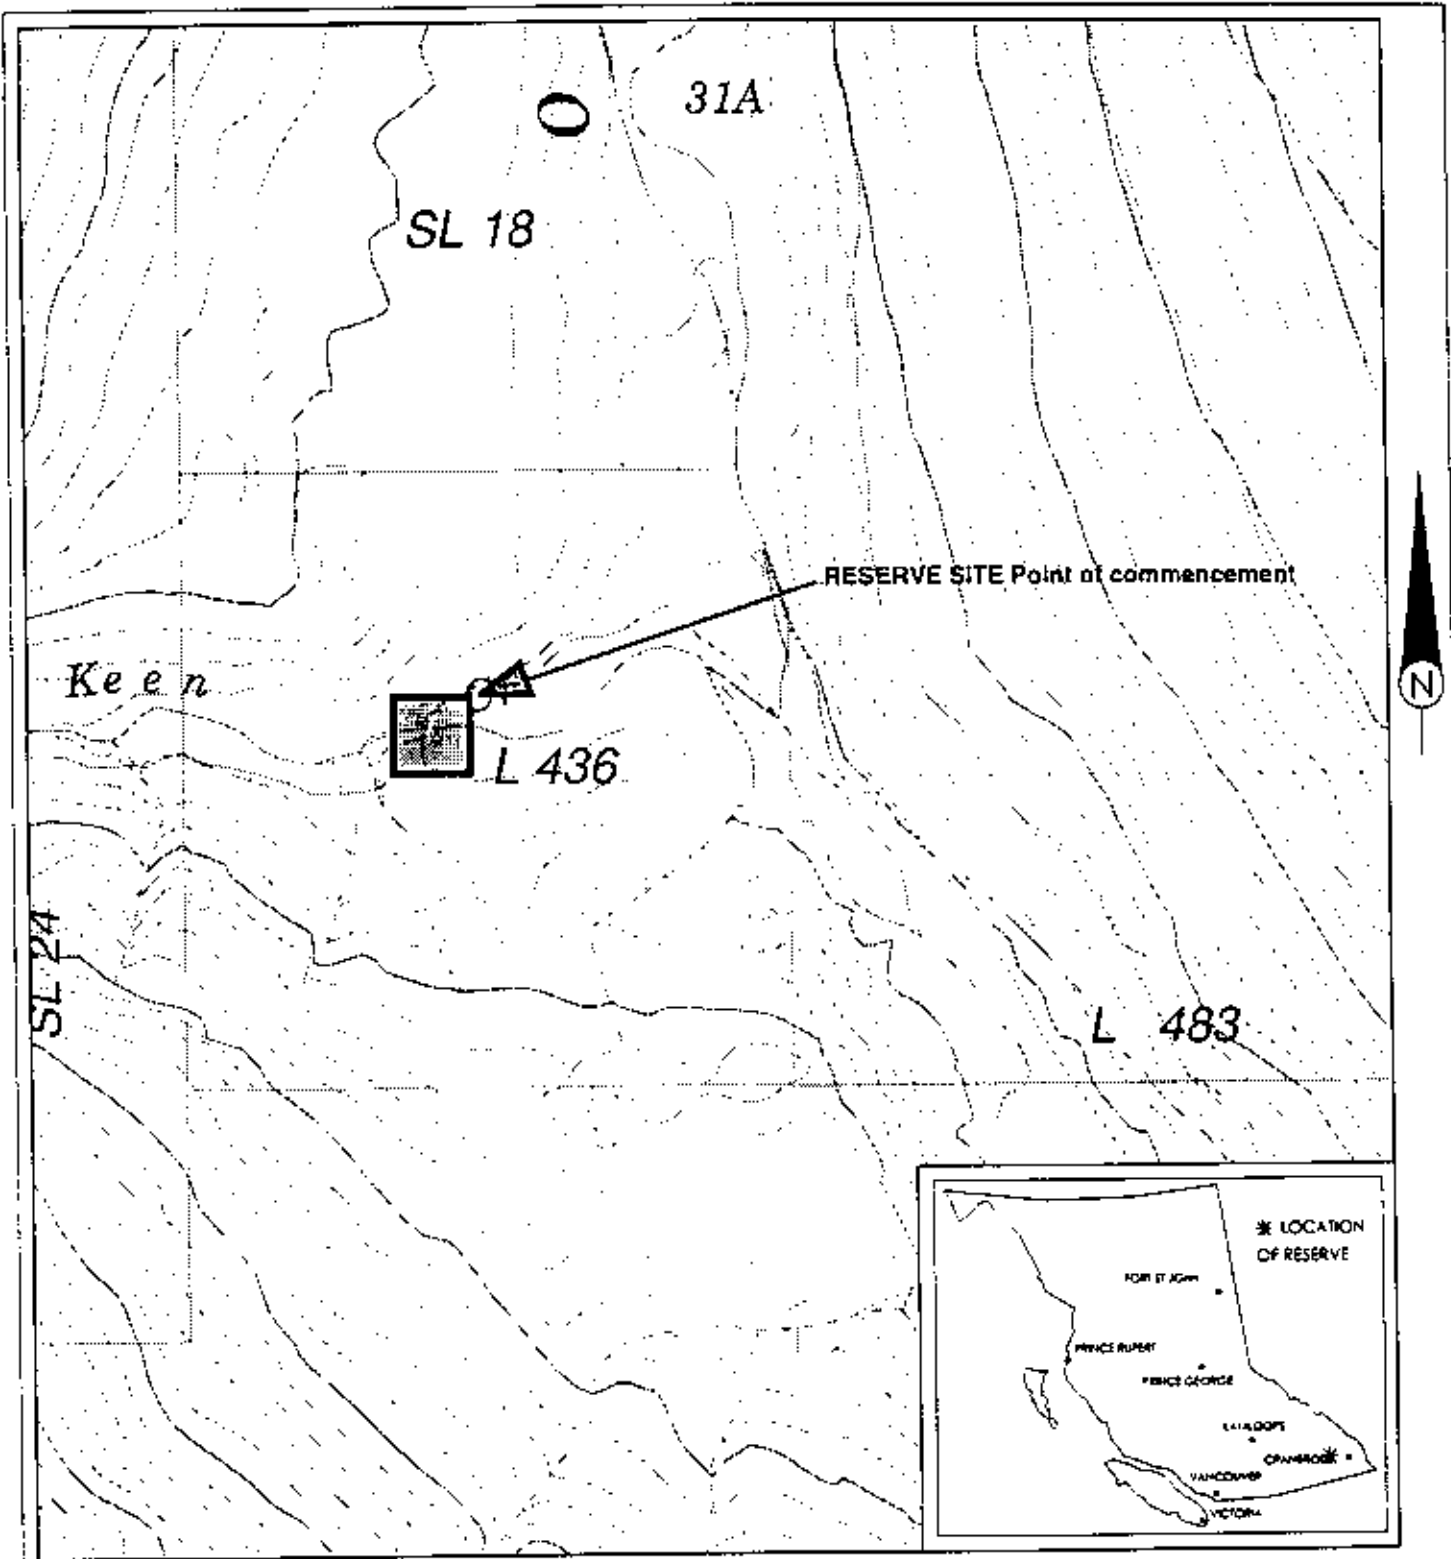 31A
O
SL 18
RESERVE SITE Point of commencement
Keen
N
L 436
SL 24
L 483
LOCATION
OF RESERVE
FORT ST JOHN
PRINCE RUPERT
PRINCE GEORGE
KAMLOOPS
CRANBROOK
VANCOUVER
VICTORIA